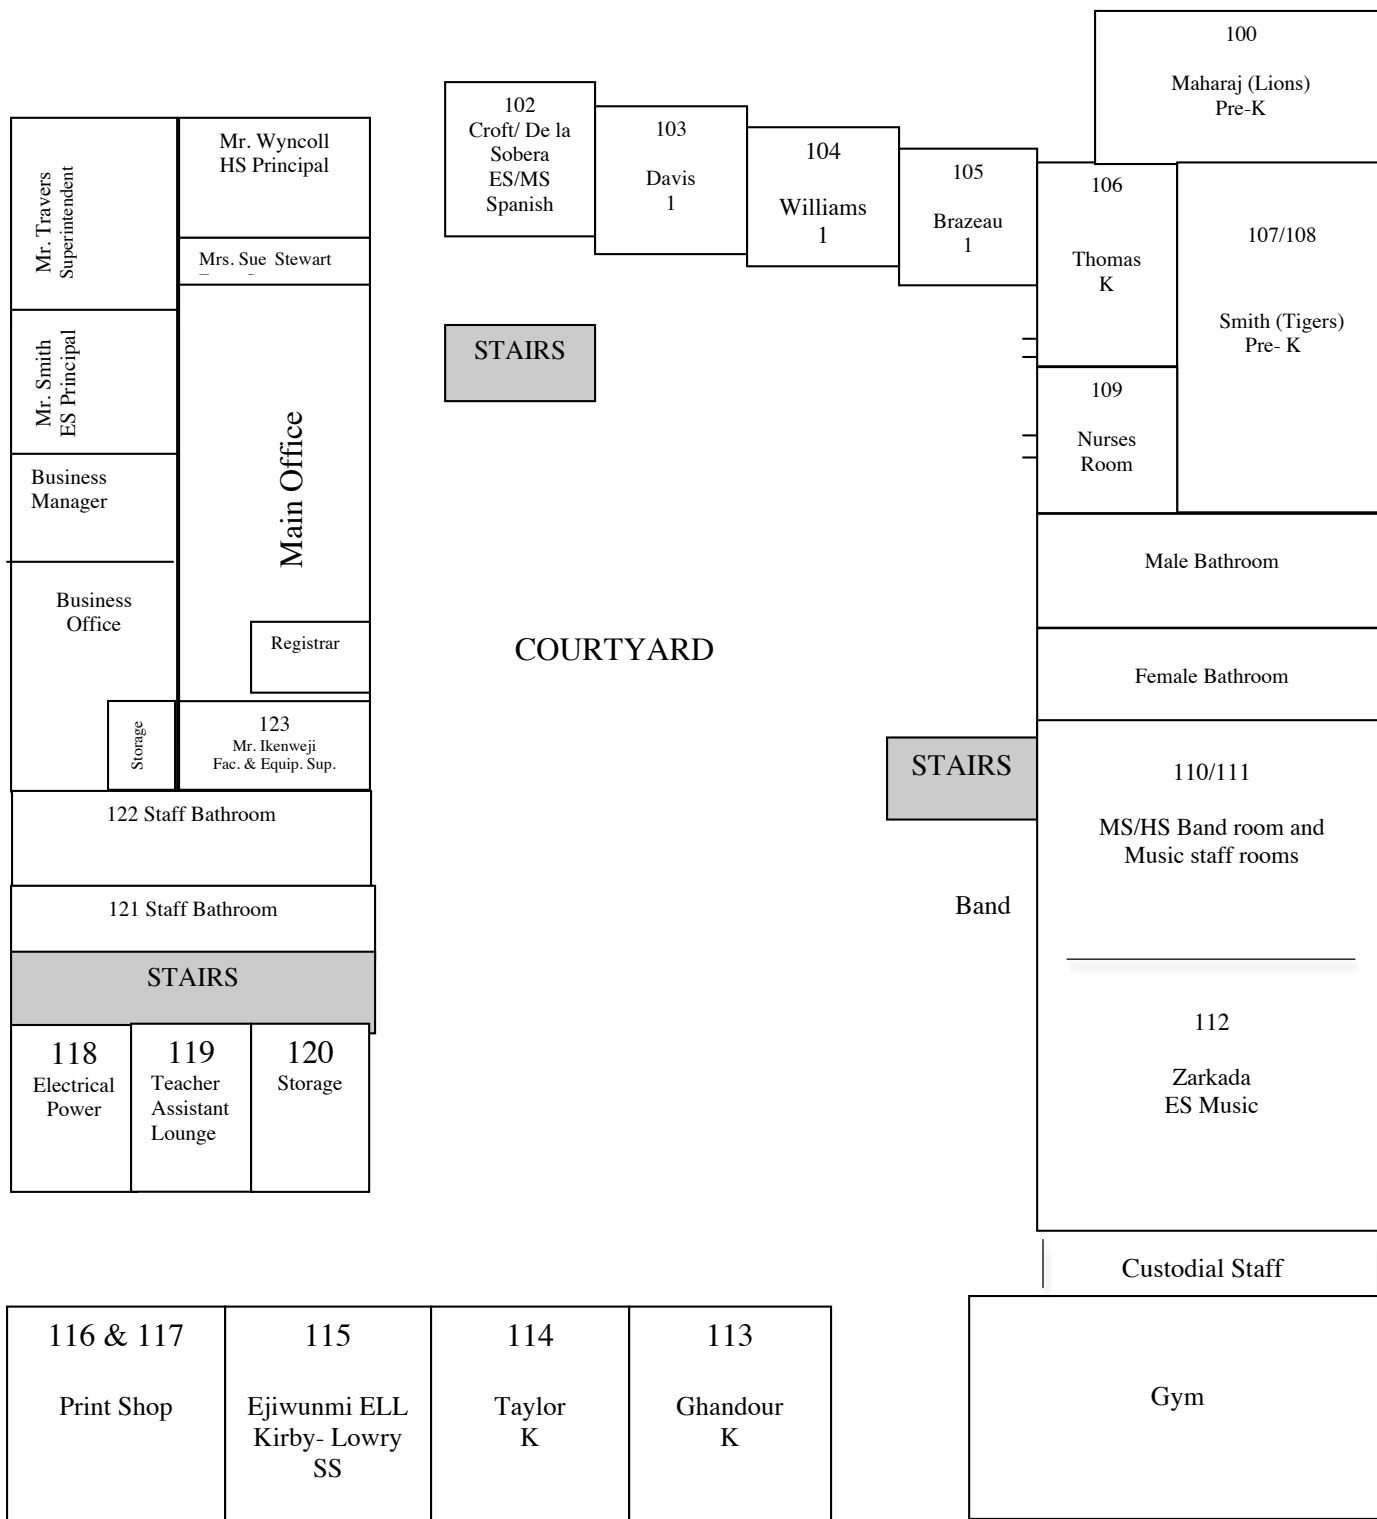 100
Maharaj (Lions)
Pre-K
102
Croft/ De la
Sobera
ES/MS
Spanish
103
Davis
1
104
Williams
1
105
Brazeau
1
106
Thomas
K
107/108
Smith (Tigers)
Pre- K
Mr. Travers
Superintendent
Mr. Wyncoll
HS Principal
Mrs. Sue Stewart
Mr. Smith
ES Principal
STAIRS
109
Nurses
Room
Main Office
Business
Manager
Business
Office
Registrar
COURTYARD
Male Bathroom
Female Bathroom
Storage
123
Mr. Ikenweji
Fac. & Equip. Sup.
STAIRS
110/111
MS/HS Band room and
Music staff rooms
122 Staff Bathroom
121 Staff Bathroom
Band
STAIRS
118
Electrical
Power
119
Teacher
Assistant
Lounge
120
Storage
112
Zarkada
ES Music
Custodial Staff
116 & 117
Print Shop
115
Ejiwunmi ELL
Kirby- Lowry
SS
114
Taylor
K
113
Ghandour
K
Gym